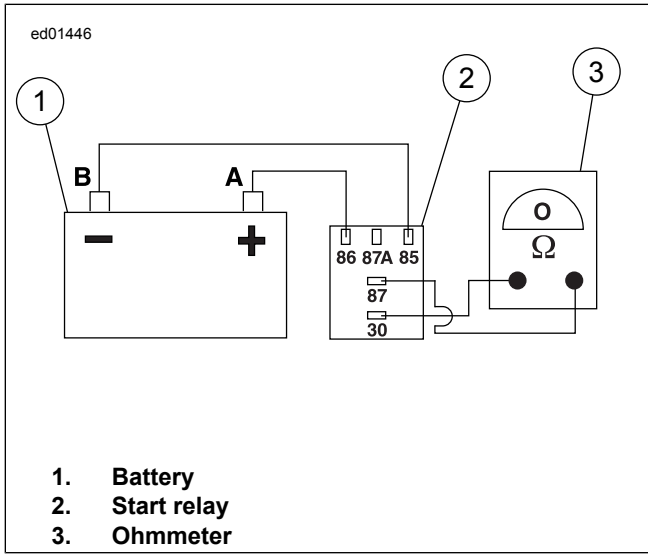 ed01446
1
2
3
B
A
− +
O
Ω
86 87A 85
87
30
1. Battery
2. Start relay
3. Ohmmeter